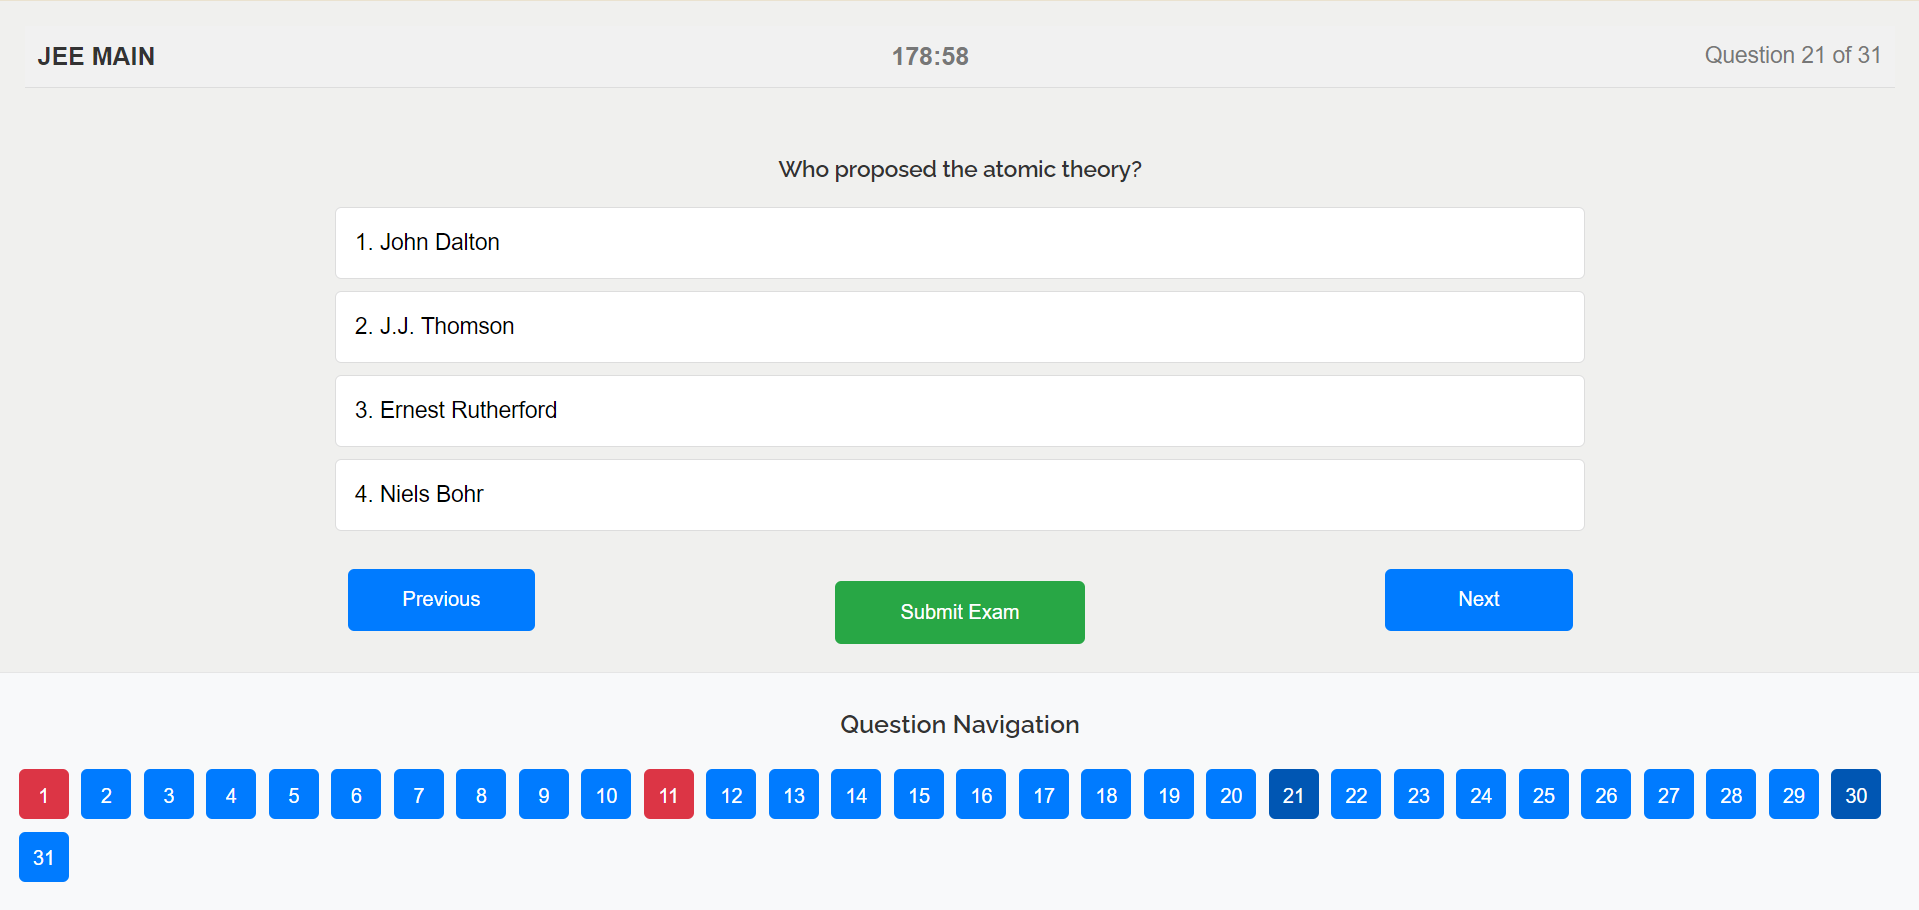 JEE MAIN 178:58 Question 21 of 31
Who proposed the atomic theory?
1. John Dalton
2. J.J. Thomson
3. Ernest Rutherford
4. Niels Bohr
Previous Submit Exam Next
Question Navigation
1 2 3 4 5 6 7 8 9 10 11 12 13 14 15 16 17 18 19 20 21 22 23 24 25 26 27 28 29 30
31